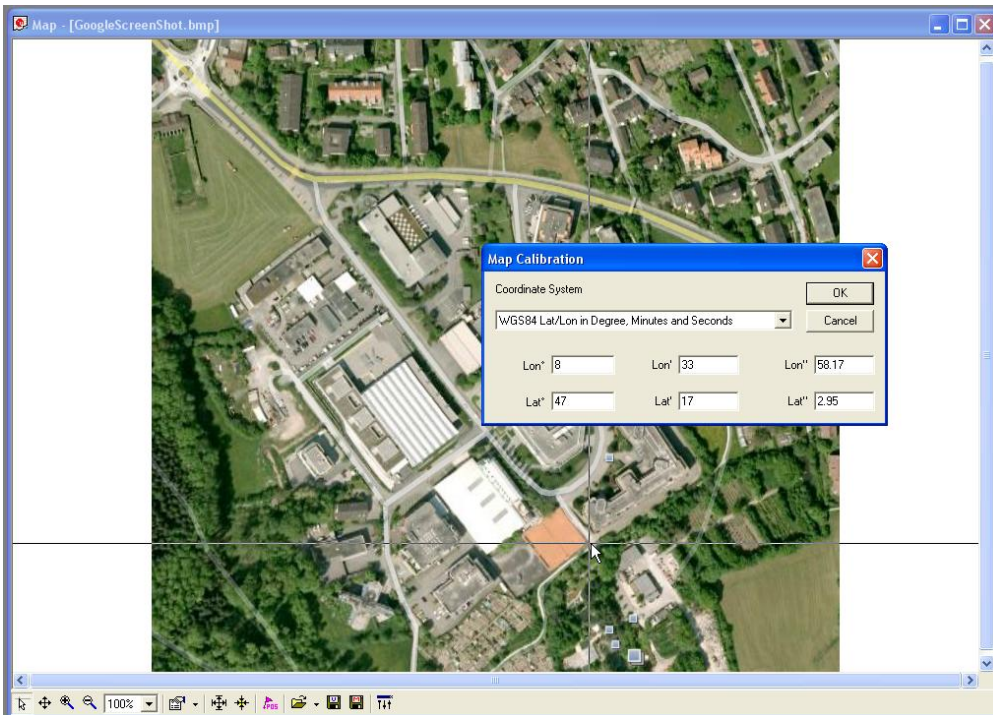 Map - [GoogleScreenShot.bmp]
Map Calibration
Coordinate System
OK
WGS84 Lat/Lon in Degree, Minutes and Seconds
Cancel
Lon° 8 Lon' 33 Lon'' 58.17
Lat° 47 Lat' 17 Lat'' 2.95
100%
POS